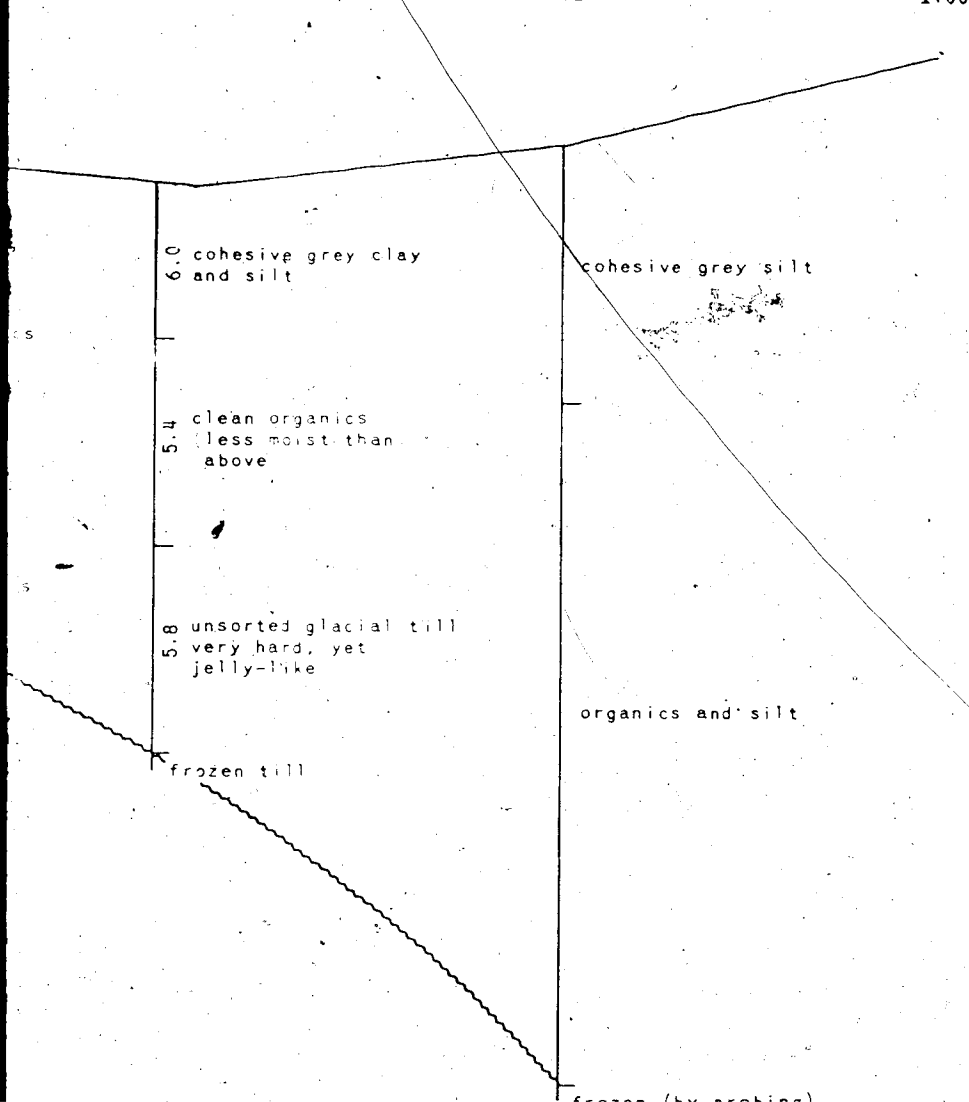 6.0 cohesive grey clay
and silt
cohesive grey silt
5.4 clean organics
(less moist than
above
5.8 unsorted glacial till
very hard, yet
jelly-like
organics and silt
frozen till
frozen (by probing)